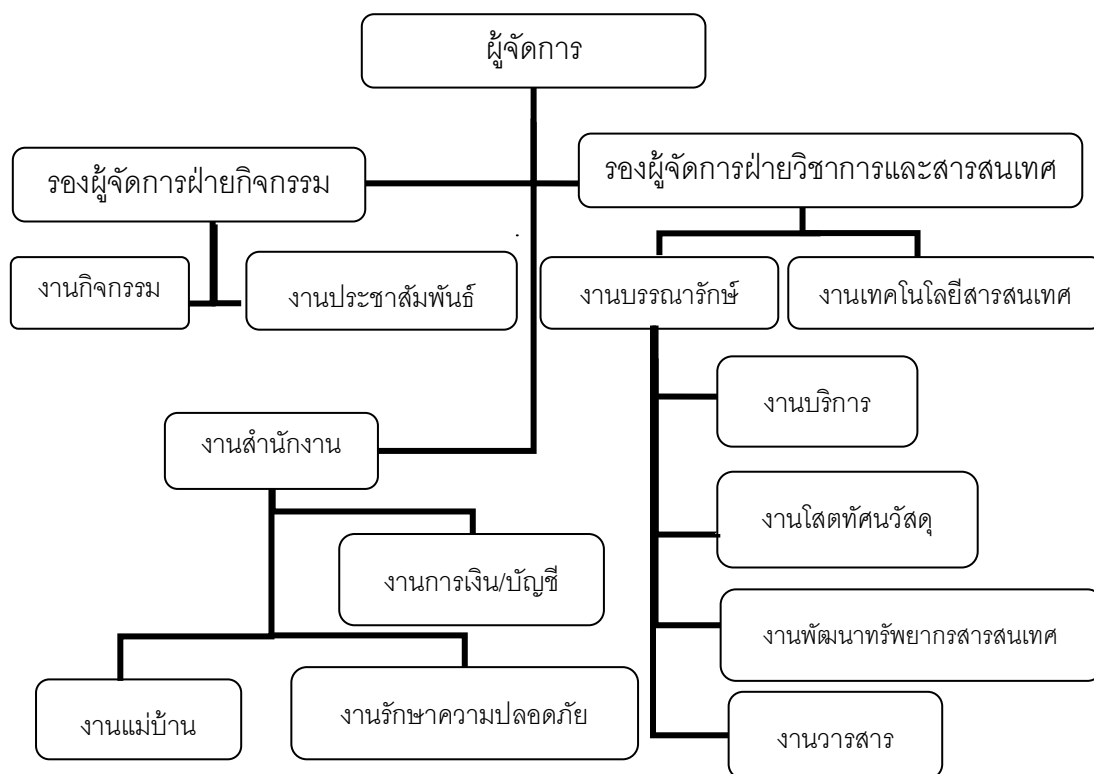 ผู้จัดการ
รองผู้จัดการฝ่ายกิจกรรม
รองผู้จัดการฝ่ายวิชาการและสารสนเทศ
งานกิจกรรม
งานประชาสัมพันธ์
งานบรรณารักษ์
งานเทคโนโลยีสารสนเทศ
งานบริการ
งานสำนักงาน
งานโสตทัศนวัสดุ
งานการเงิน/บัญชี
งานพัฒนาทรัพยากรสารสนเทศ
งานแม่บ้าน
งานรักษาความปลอดภัย
งานวารสาร